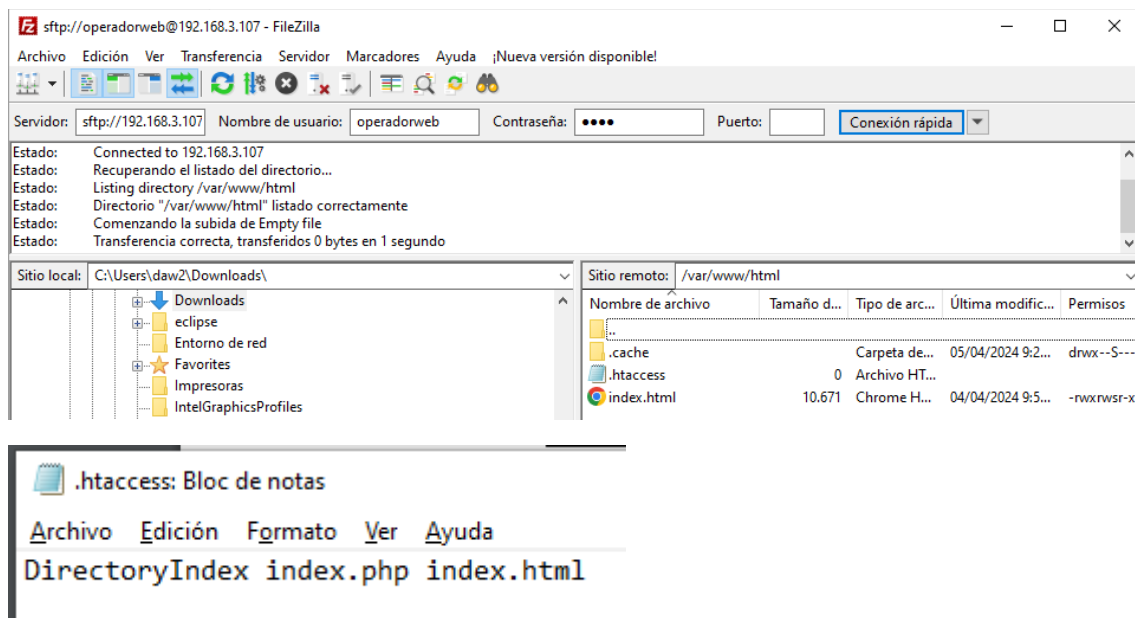 sftp://operadorweb@192.168.3.107 - FileZilla
Archivo Edición Ver Transferencia Servidor Marcadores Ayuda ¡Nueva versión disponible!
Servidor: sftp://192.168.3.107 Nombre de usuario: operadorweb Contraseña: ●●●● Puerto: Conexión rápida
Estado: Connected to 192.168.3.107
Estado: Recuperando el listado del directorio...
Estado: Listing directory /var/www/html
Estado: Directorio "/var/www/html" listado correctamente
Estado: Comenzando la subida de Empty file
Estado: Transferencia correcta, transferidos 0 bytes en 1 segundo
Sitio local: C:\Users\daw2\Downloads\
Downloads
eclipse
Entorno de red
Favorites
Impresoras
IntelGraphicsProfiles
Sitio remoto: /var/www/html
Nombre de archivo Tamaño d... Tipo de arc... Última modific... Permisos
..
.cache Carpeta de... 05/04/2024 9:2... drwx--S---
.htaccess 0 Archivo HT...
index.html 10.671 Chrome H... 04/04/2024 9:5... -rwxrwsr-x
.htaccess: Bloc de notas
Archivo Edición Formato Ver Ayuda
DirectoryIndex index.php index.html